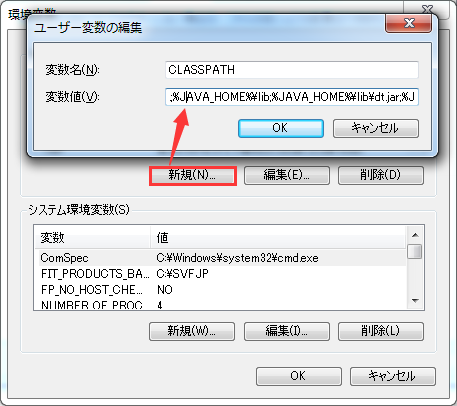 環境変数
ユーザー変数の編集
変数名(N):
CLASSPATH
変数値(V):
.;%JAVA_HOME%¥lib;%JAVA_HOME%¥lib¥dt.jar;%J
OK
キャンセル
新規(N)...
編集(E)...
削除(D)
システム環境変数(S)
変数
値
ComSpec
C:¥Windows¥system32¥cmd.exe
FIT_PRODUCTS_BA...
C:¥SVFJP
FP_NO_HOST_CHE...
NO
NUMBER_OF_PROC...
4
新規(W)...
編集(I)...
削除(L)
OK
キャンセル